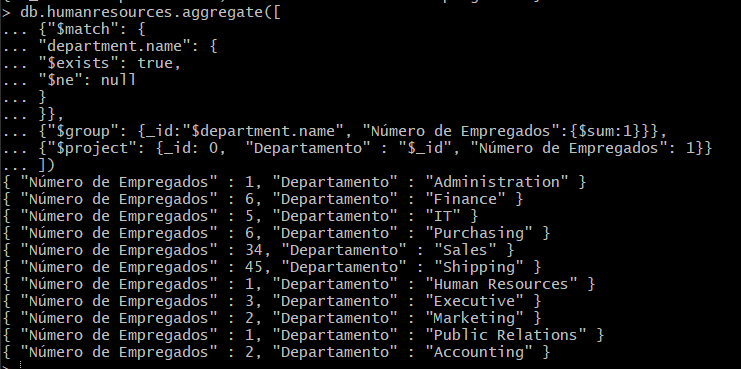 > db.humanresources.aggregate([
... {"$match": {
... "department.name": {
... "$exists": true,
... "$ne": null
... }
... }},
... {"$group": {_id:"$department.name", "Número de Empregados":{$sum:1}}},
... {"$project": {_id: 0,  "Departamento" : "$_id", "Número de Empregados": 1}}
... ])
{ "Número de Empregados" : 1, "Departamento" : "Administration" }
{ "Número de Empregados" : 6, "Departamento" : "Finance" }
{ "Número de Empregados" : 5, "Departamento" : "IT" }
{ "Número de Empregados" : 6, "Departamento" : "Purchasing" }
{ "Número de Empregados" : 34, "Departamento" : "Sales" }
{ "Número de Empregados" : 45, "Departamento" : "Shipping" }
{ "Número de Empregados" : 1, "Departamento" : "Human Resources" }
{ "Número de Empregados" : 3, "Departamento" : "Executive" }
{ "Número de Empregados" : 2, "Departamento" : "Marketing" }
{ "Número de Empregados" : 1, "Departamento" : "Public Relations" }
{ "Número de Empregados" : 2, "Departamento" : "Accounting" }